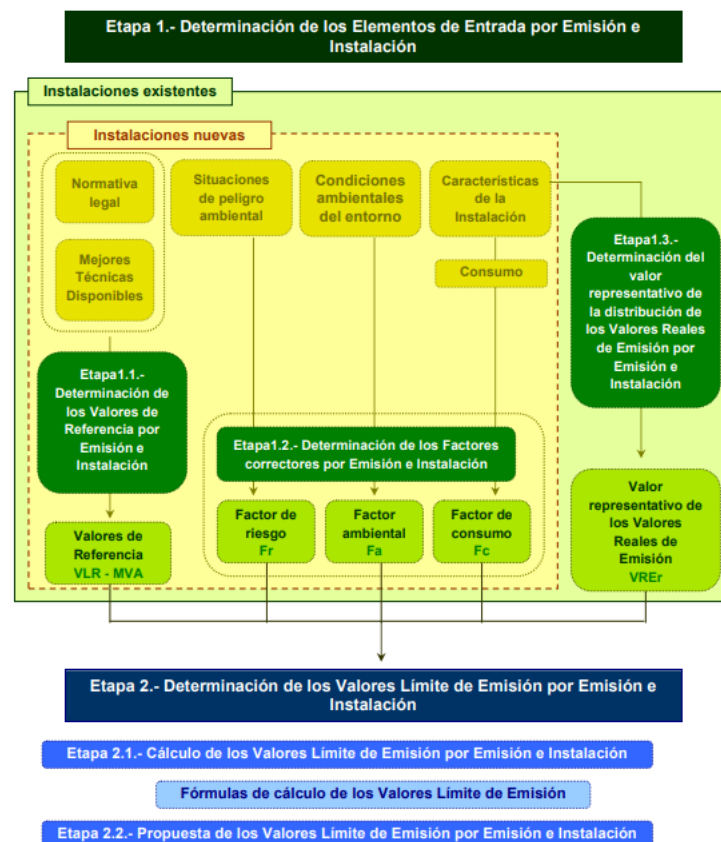 Etapa 1.- Determinación de los Elementos de Entrada por Emisión e
Instalación
Instalaciones existentes
Instalaciones nuevas
Normativa
legal
Mejores
Técnicas
Disponibles
Situaciones
de peligro
ambiental
Condiciones
ambientales
del entorno
Características
de la
Instalación
Consumo
Etapa1.3.-
Determinación del
valor
representativo de
la distribución de
los Valores Reales
de Emisión por
Emisión e
Instalación
Etapa1.1.-
Determinación de
los Valores de
Referencia por
Emisión e
Instalación
Etapa1.2.- Determinación de los Factores
correctores por Emisión e Instalación
Valores de
Referencia
VLR - MVA
Factor de
riesgo
Fr
Factor
ambiental
Fa
Factor de
consumo
Fc
Valor
representativo de
los Valores
Reales de
Emisión
VREr
Etapa 2.- Determinación de los Valores Límite de Emisión por Emisión e
Instalación
Etapa 2.1.- Cálculo de los Valores Límite de Emisión por Emisión e Instalación
Fórmulas de cálculo de los Valores Límite de Emisión
Etapa 2.2.- Propuesta de los Valores Límite de Emisión por Emisión e Instalación